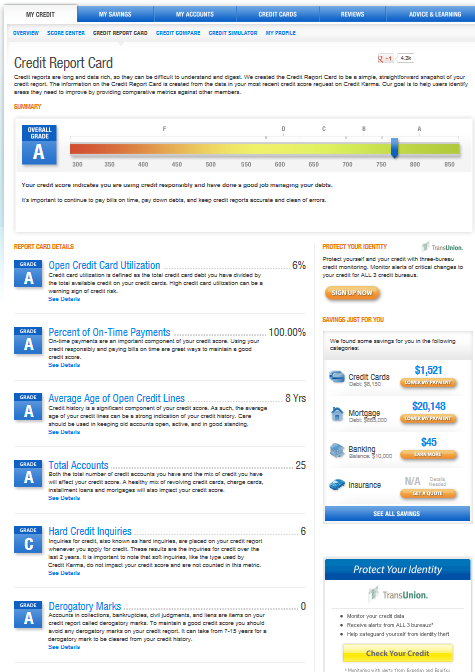 MY CREDIT
MY SAVINGS
MY ACCOUNTS
CREDIT CARDS
REVIEWS
ADVICE & LEARNING
OVERVIEW
SCORE CENTER
CREDIT REPORT CARD
CREDIT COMPARE
CREDIT SIMULATOR
MY PROFILE
Credit Report Card
+1
4.3k
Credit reports are long and data rich, so they can be difficult to understand and digest. We created the Credit Report Card to be a simple, straightforward snapshot of your
credit report. The information on the Credit Report Card is created from the data in your most recent credit score request on Credit Karma. Our goal is to help users identify
areas they need to improve by providing comparative metrics against other members.
SUMMARY
OVERALL
GRADE
A
F
D
C
B
A
300
350
400
450
500
550
600
650
700
750
800
850
Your credit score indicates you are using credit responsibly and have done a good job managing your debts.
It's important to continue to pay bills on time, pay down debts, and keep credit reports accurate and clean of errors.
REPORT CARD DETAILS
GRADE
A
Open Credit Card Utilization
6%
Credit card utilization is defined as the total credit card debt you have divided by
the total available credit on your credit cards. High credit card utilization can be a
warning sign of credit risk.
See Details
GRADE
A
Percent of On-Time Payments
100.00%
On-time payments are an important component of your credit score. Using your
credit responsibly and paying bills on time are great ways to maintain a good
credit score.
See Details
GRADE
A
Average Age of Open Credit Lines
8 Yrs
Credit history is a significant component of your credit score. As such, the average
age of your credit lines can be a strong indication of your credit history. Care
should be used in keeping old accounts open, active, and in good standing.
See Details
GRADE
A
Total Accounts
25
Both the total number of credit accounts you have and the mix of credit you have
will affect your credit score. A healthy mix of revolving credit cards, charge cards,
installment loans and mortgages will also impact your credit score.
See Details
GRADE
C
Hard Credit Inquiries
6
Inquiries for credit, also known as hard inquiries, are placed on your credit report
whenever you apply for credit. These results are the inquiries for credit over the
last 2 years. It is important to note that soft inquiries, like the type used by
Credit Karma, do not impact your credit score and are not counted in this metric.
See Details
GRADE
A
Derogatory Marks
0
Accounts in collections, bankruptcies, civil judgments, and liens are items on your
credit report called derogatory marks. To maintain a good credit score you should
avoid any derogatory marks on your credit report. It can take from 7-15 years for a
derogatory mark to be cleared from your credit history.
See Details
PROTECT YOUR IDENTITY
TransUnion.
Protect yourself and your credit with three-bureau
credit monitoring. Monitor alerts of critical changes to
your credit for ALL 3 credit bureaus.
SIGN UP NOW
SAVINGS JUST FOR YOU
We found some savings for you in the following
categories:
Credit Cards
Debt: $6,150
$1,521
LOWER MY PAYMENT
Mortgage
$20,148
LOWER MY PAYMENT
Banking
Balance: $10,000
$45
LEARN MORE
Insurance
N/A
Details
Needed
GET A QUOTE
SEE ALL SAVINGS
Protect Your Identity
TransUnion.
Monitor your credit data
Receive alerts from ALL 3 bureaus*
Help safeguard yourself from identity theft
Check Your Credit